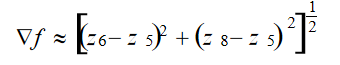 ∇f ≈ [(z₆ − z₅)² + (z₈ − z₅)²]^{1/2}